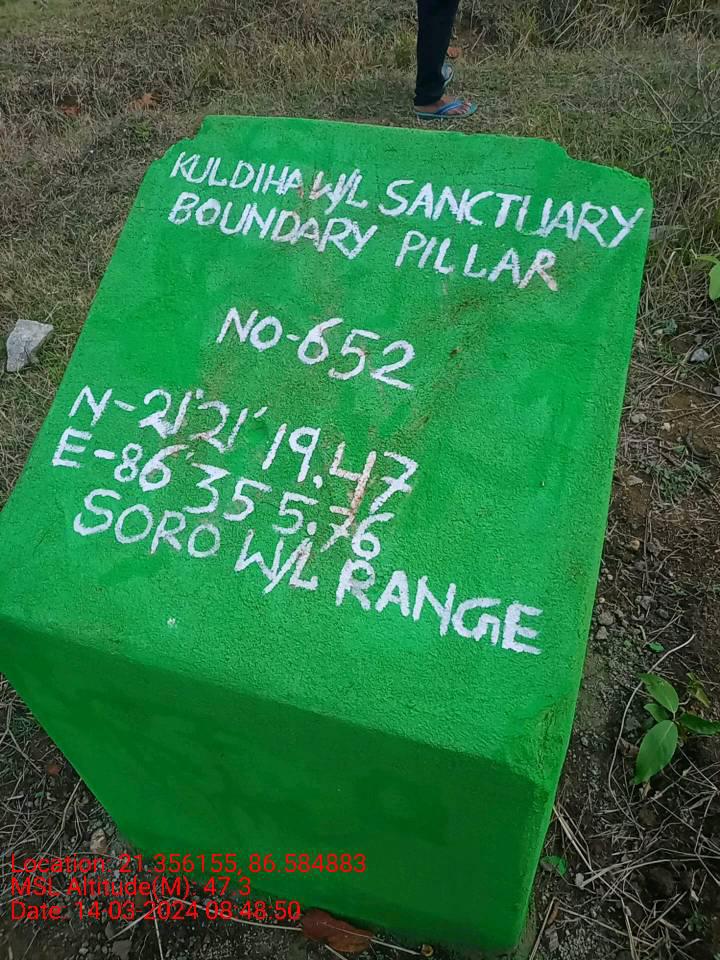 KULDIHA W/L SANCTUARY
BOUNDARY PILLAR
NO-652
N-21°21'19.47
E-86°35'5.76
SORO W/L RANGE
Location: 21.356155, 86.584883
MSL Altitude(M): 47.3
Date: 14-03-2024 08:48:50